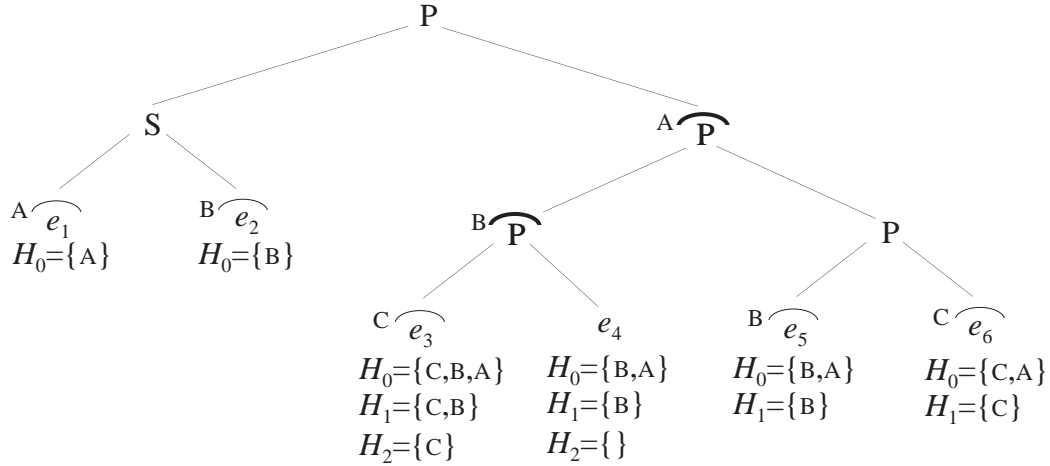 P
S
A P
A e₁
B e₂
B P
P
H₀={A}
H₀={B}
C e₃
e₄
B e₅
C e₆
H₀={C,B,A}
H₀={B,A}
H₀={B,A}
H₀={C,A}
H₁={C,B}
H₁={B}
H₁={B}
H₁={C}
H₂={C}
H₂={}